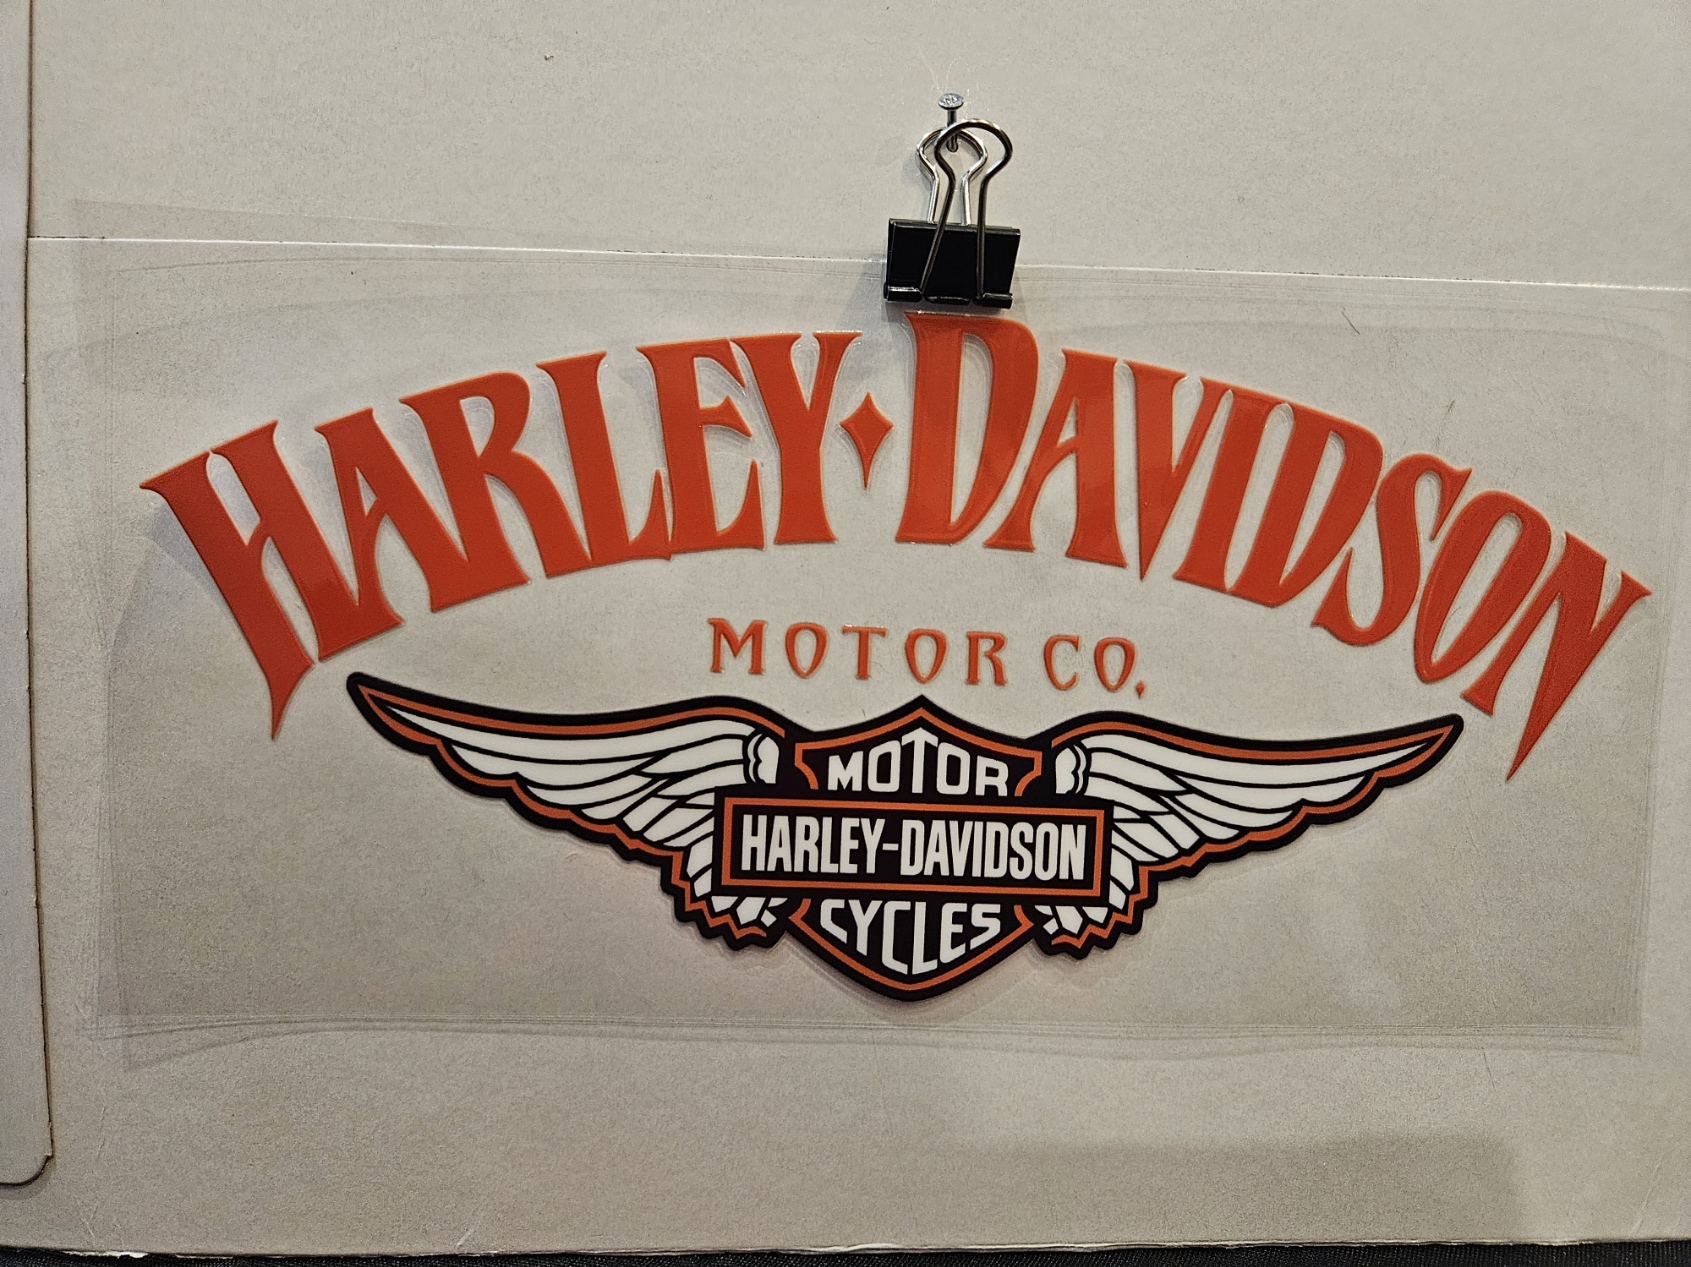 HARLEY DAVIDSON
MOTOR CO.
MOTOR
HARLEY-DAVIDSON
CYCLES